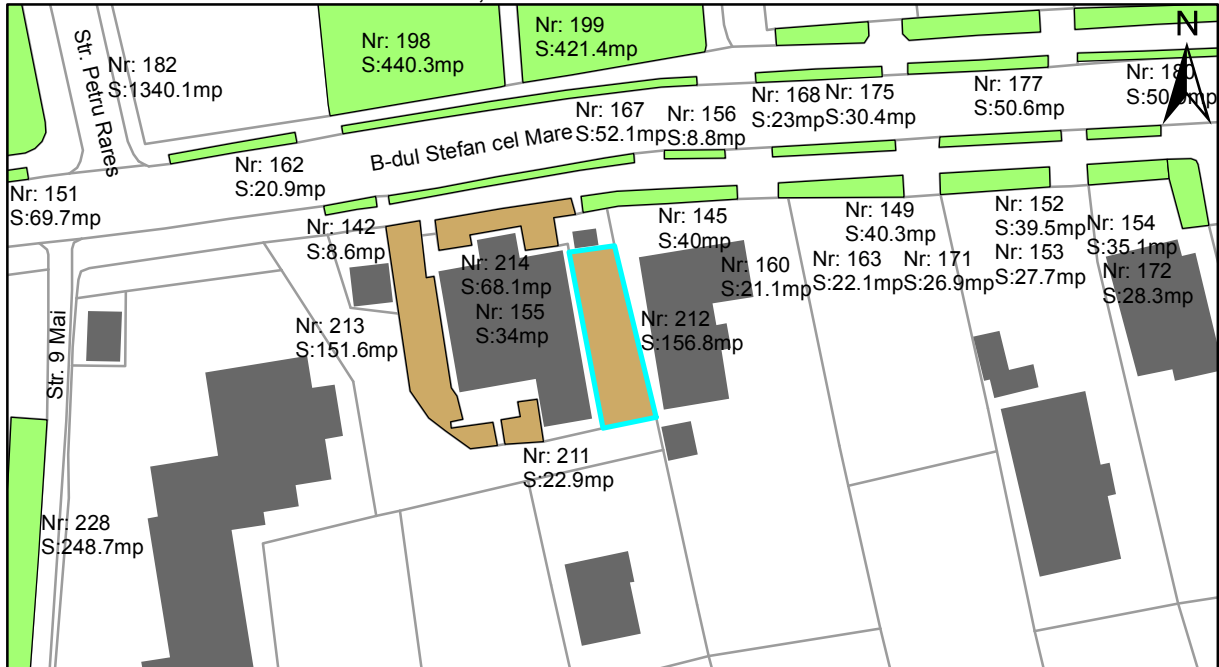 Nr: 199
S:421.4mp
Nr: 198
S:440.3mp
N
Str. Petru Rares
Nr: 182
S:1340.1mp
Nr: 180
Nr: 177
S:50.6mp
Nr: 168
S:23mp
Nr: 175
S:30.4mp
Nr: 167
S:52.1mp
Nr: 156
S:8.8mp
B-dul Stefan cel Mare
Nr: 162
S:20.9mp
Nr: 151
S:69.7mp
Nr: 142
S:8.6mp
Nr: 145
S:40mp
Nr: 149
S:40.3mp
Nr: 152
S:39.5mp
Nr: 154
S:35.1mp
Nr: 214
S:68.1mp
Nr: 160
S:21.1mp
Nr: 163
S:22.1mp
Nr: 171
S:26.9mp
Nr: 153
S:27.7mp
Nr: 172
S:28.3mp
Nr: 155
S:34mp
Nr: 213
S:151.6mp
Nr: 212
S:156.8mp
Str. 9 Mai
Nr: 211
S:22.9mp
Nr: 228
S:248.7mp